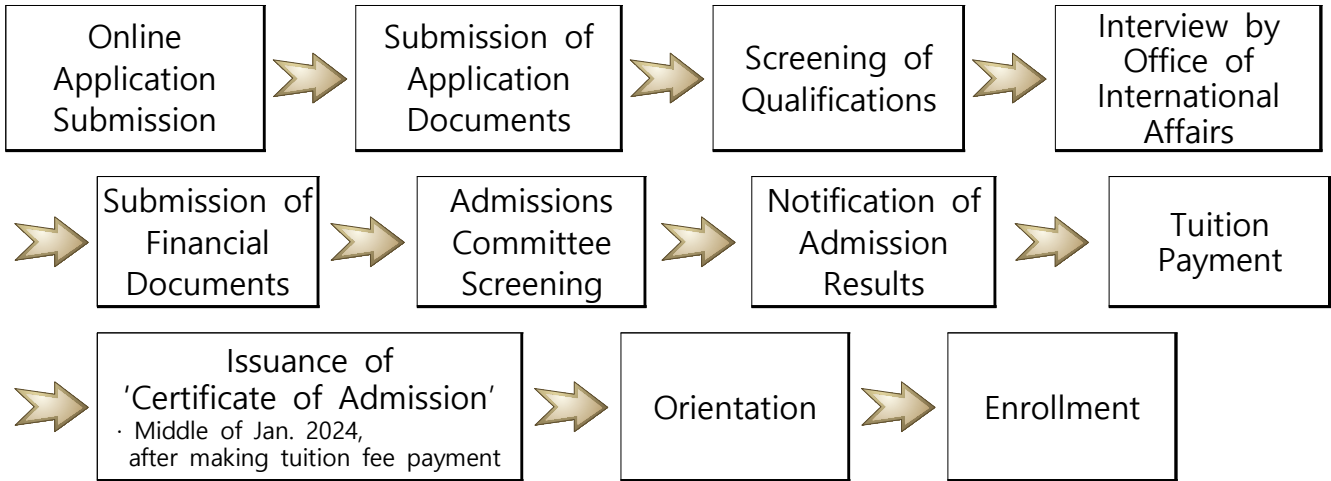 Online
Application
Submission
Submission of
Application
Documents
Screening of
Qualifications
Interview by
Office of
International
Affairs
Submission of
Financial
Documents
Admissions
Committee
Screening
Notification of
Admission
Results
Tuition
Payment
Issuance of
'Certificate of Admission'
· Middle of Jan. 2024,
after making tuition fee payment
Orientation
Enrollment